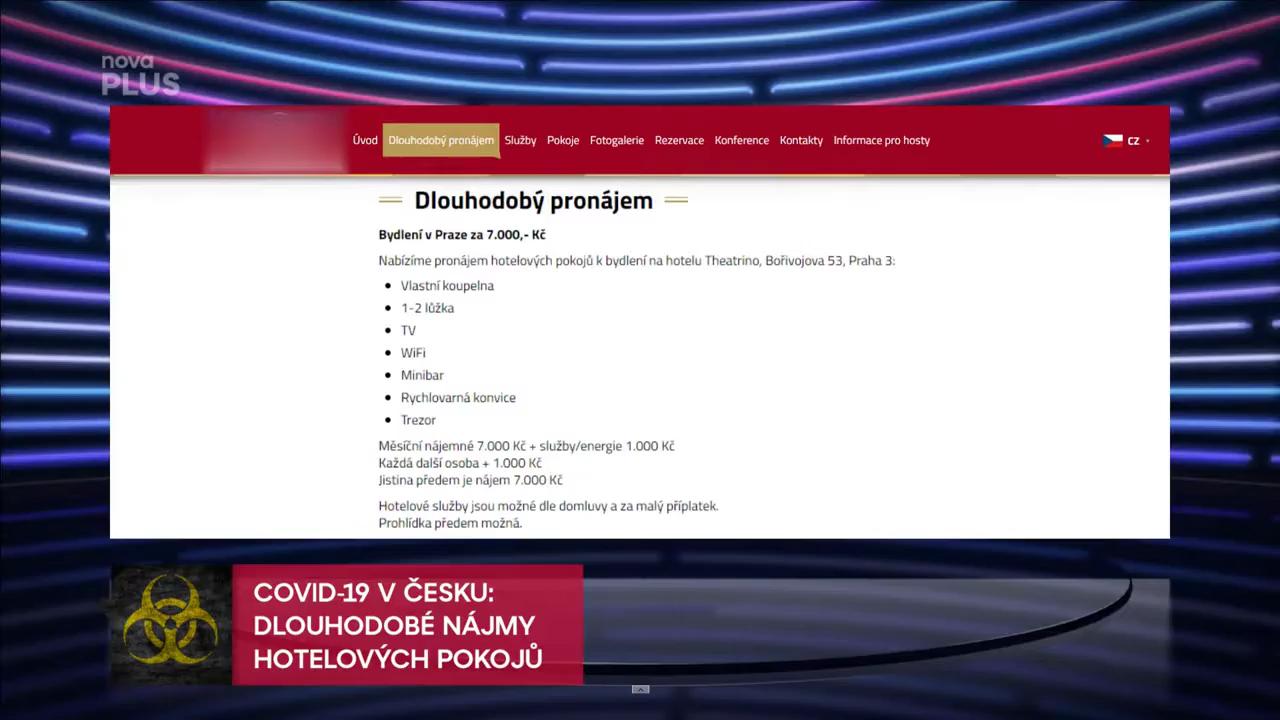 nova
PLUS
Úvod Dlouhodobý pronájem Služby Pokoje Fotogalerie Rezervace Konference Kontakty Informace pro hosty CZ
Dlouhodobý pronájem
Bydlení v Praze za 7.000,- Kč
Nabízíme pronájem hotelových pokojů k bydlení na hotelu Theatrino, Bořivojova 53, Praha 3:
• Vlastní koupelna
• 1-2 lůžka
• TV
• WiFi
• Minibar
• Rychlovarná konvice
• Trezor
Měsíční nájemné 7.000 Kč + služby/energie 1.000 Kč
Každá další osoba + 1.000 Kč
Jistina předem je nájem 7.000 Kč
Hotelové služby jsou možné dle domluvy a za malý příplatek.
Prohlídka předem možná.
COVID-19 V ČESKU:
DLOUHODOBÉ NÁJMY
HOTELOVÝCH POKOJŮ